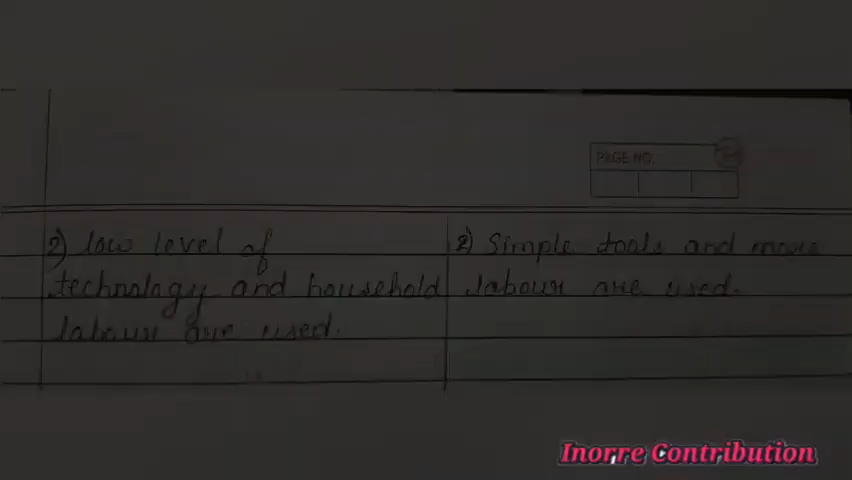 PAGE NO.
2) low level of
technology and household
labour are used.
2) Simple tools and more
labour are used.
Inorre Contribution